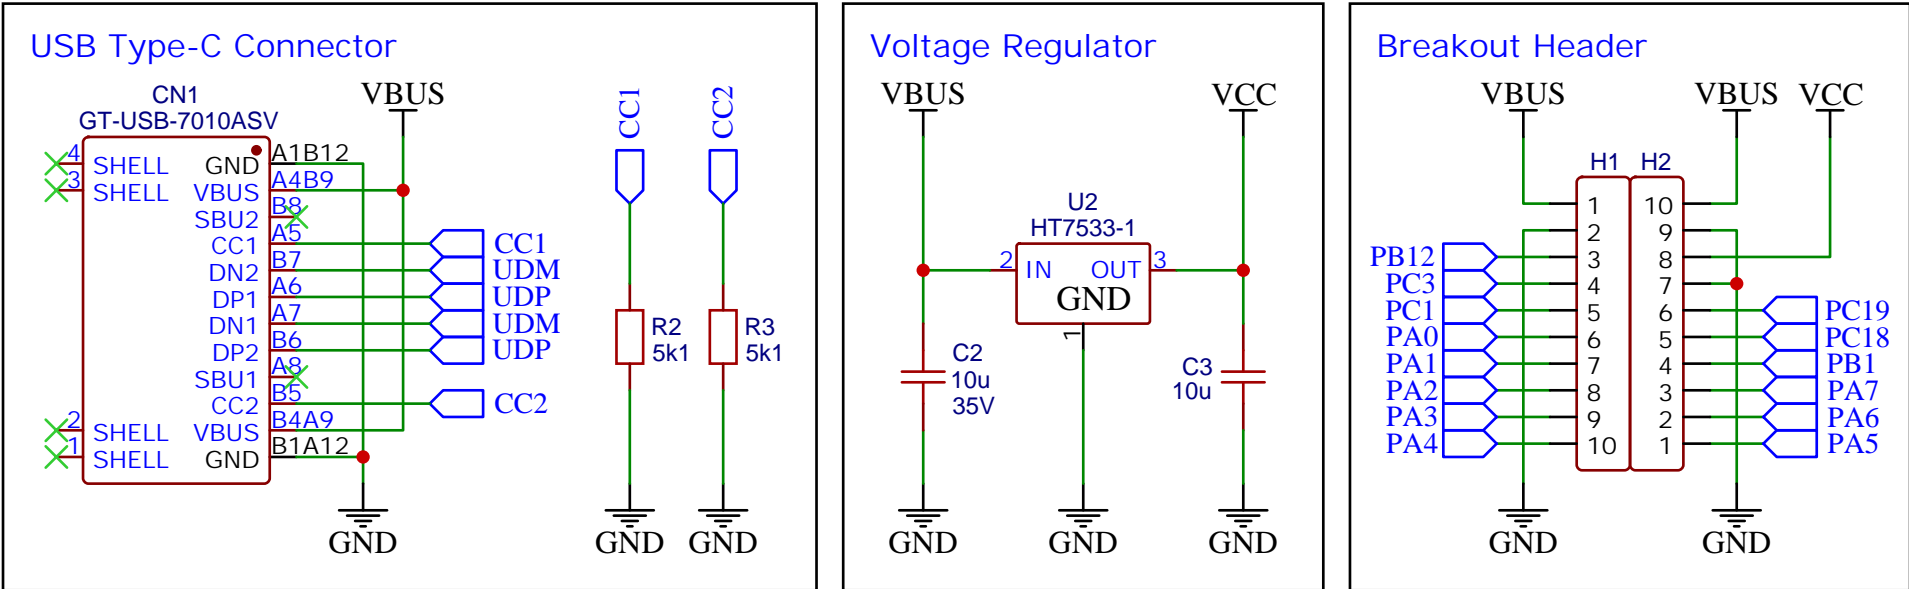 USB Type-C Connector
CN1
GT-USB-7010ASV
VBUS
CC1
CC2
4 SHELL GND A1B12
3 SHELL VBUS A4B9
SBU2 B8
CC1 A5 CC1
DN2 B7 UDM
DP1 A6 UDP
DN1 A7 UDM
DP2 B6 UDP
SBU1 A8
CC2 B5 CC2
2 SHELL VBUS B4A9
1 SHELL GND B1A12
R2
5k1
R3
5k1
GND
GND
GND
Voltage Regulator
VBUS
VCC
U2
HT7533-1
2 IN OUT 3
GND
1
C2
10u
35V
C3
10u
GND
GND
GND
Breakout Header
VBUS
VBUS
VCC
H1 H2
1 10
2 9
PB12 3 8
PC3 4 7
PC1 5 6 PC19
PA0 6 5 PC18
PA1 7 4 PB1
PA2 8 3 PA7
PA3 9 2 PA6
PA4 10 1 PA5
GND
GND